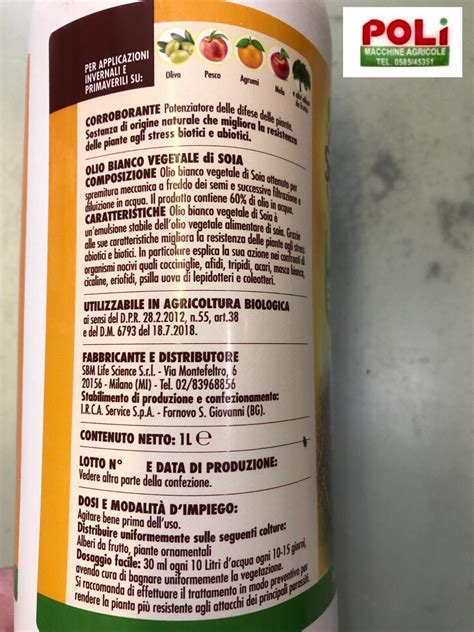 POLi
MACCHINE AGRICOLE
TEL. 0585/45351
PER APPLICAZIONI
INVERNALI E
PRIMAVERILI SU:
Olivo
Pesco
Agrumi
Melo
CORROBORANTE Potenziatore delle difese delle piante.
Sostanza di origine naturale che migliora la resistenza
delle piante agli stress biotici e abiotici.
OLIO BIANCO VEGETALE di SOIA
COMPOSIZIONE Olio bianco vegetale di Soia ottenuto per
spremitura meccanica a freddo dei semi e successiva filtrazione e
diluizione in acqua. Il prodotto contiene 60% di olio in acqua.
CARATTERISTICHE Olio bianco vegetale di Soia è
un'emulsione stabile dell'olio vegetale alimentare di soia. Grazie
alle sue caratteristiche migliora la resistenza delle piante agli stress
abiotici e biotici. In particolare esplica la sua azione nei confronti di
organismi nocivi quali cocciniglie, afidi, tripidi, acari, mosca bianca,
cicaline, eriofidi, psilla uova di lepidotteri e coleotteri.
UTILIZZABILE IN AGRICOLTURA BIOLOGICA
ai sensi del D.P.R. 28.2.2012, n.55, art.38
e del D.M. 6793 del 18.7.2018.
FABBRICANTE E DISTRIBUTORE
SBM Life Science S.r.l. - Via Montefeltro, 6
20156 - Milano (MI) - Tel. 02/83968856
Stabilimento di produzione e confezionamento:
I.R.C.A. Service S.p.A. - Fornovo S. Giovanni (BG).
CONTENUTO NETTO: 1L ℮
LOTTO N° E DATA DI PRODUZIONE:
Vedere altra parte della confezione.
DOSI E MODALITÀ D'IMPIEGO:
Agitare bene prima dell'uso.
Distribuire uniformemente sulle seguenti colture:
Alberi da frutto, piante ornamentali
Dosaggio facile: 30 ml ogni 10 Litri d'acqua ogni 10-15 giorni,
avendo cura di bagnare uniformemente la vegetazione.
Si raccomanda di effettuare il trattamento in modo preventivo per
rendere la pianta più resistente agli attacchi dei principali parassiti.